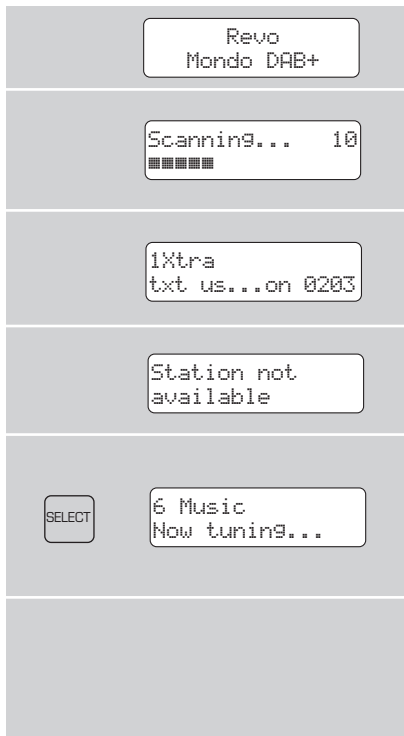 Revo
Mondo DAB+
Scanning... 10
1Xtra
txt us...on 0203
Station not
available
SELECT
6 Music
Now tuning...